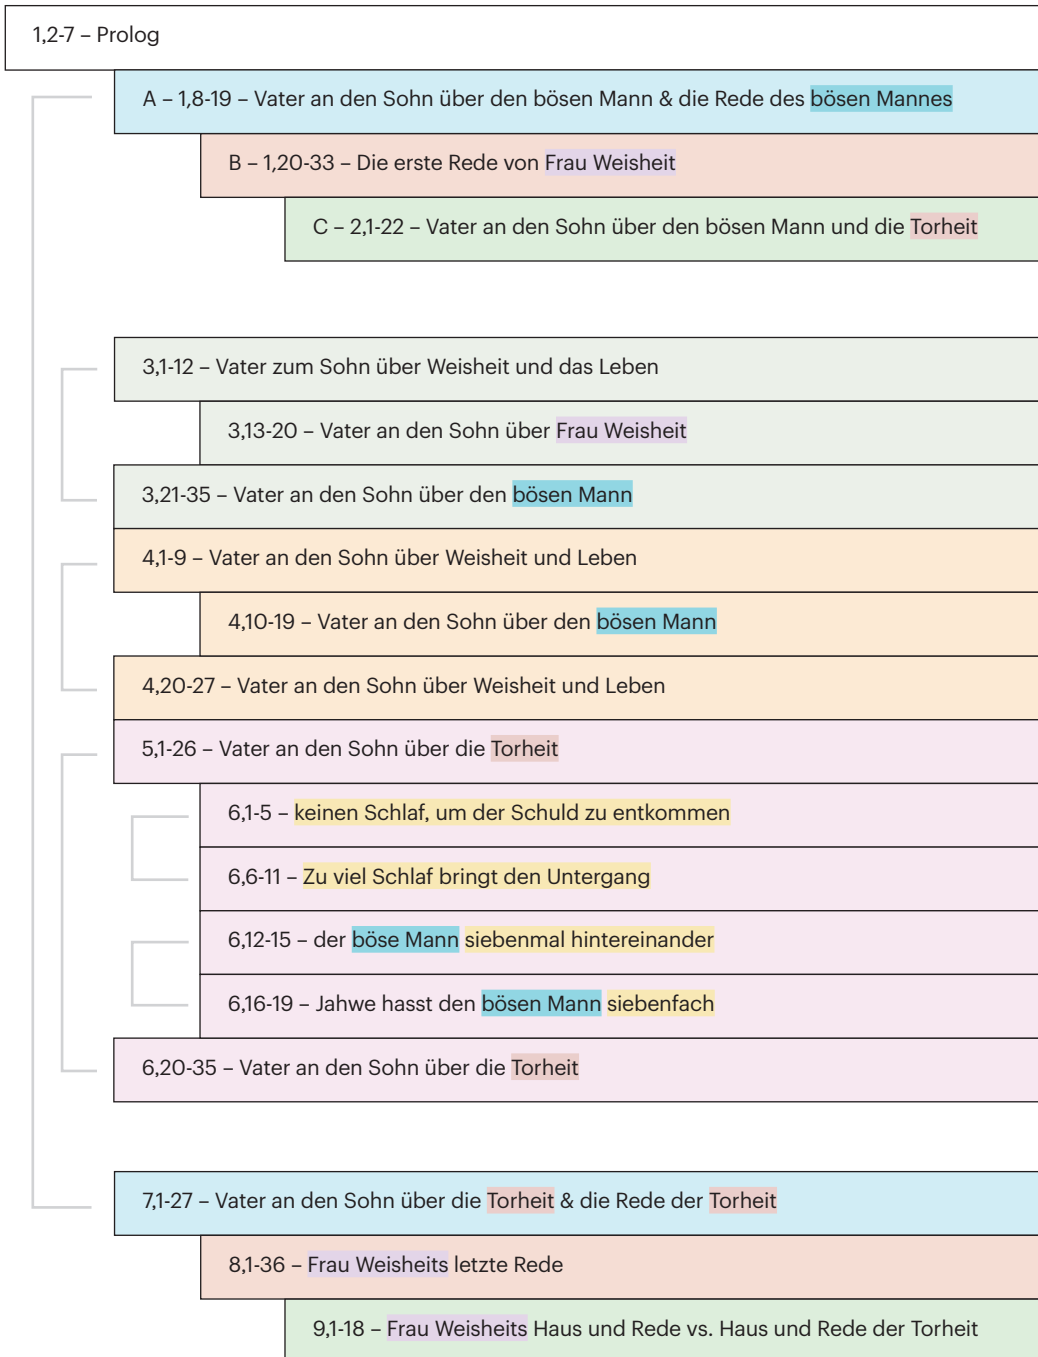 1,2-7 – Prolog
A – 1,8-19 – Vater an den Sohn über den bösen Mann & die Rede des bösen Mannes
B – 1,20-33 – Die erste Rede von Frau Weisheit
C – 2,1-22 – Vater an den Sohn über den bösen Mann und die Torheit
3,1-12 – Vater zum Sohn über Weisheit und das Leben
3,13-20 – Vater an den Sohn über Frau Weisheit
3,21-35 – Vater an den Sohn über den bösen Mann
4,1-9 – Vater an den Sohn über Weisheit und Leben
4,10-19 – Vater an den Sohn über den bösen Mann
4,20-27 – Vater an den Sohn über Weisheit und Leben
5,1-26 – Vater an den Sohn über die Torheit
6,1-5 – keinen Schlaf, um der Schuld zu entkommen
6,6-11 – Zu viel Schlaf bringt den Untergang
6,12-15 – der böse Mann siebenmal hintereinander
6,16-19 – Jahwe hasst den bösen Mann siebenfach
6,20-35 – Vater an den Sohn über die Torheit
7,1-27 – Vater an den Sohn über die Torheit & die Rede der Torheit
8,1-36 – Frau Weisheits letzte Rede
9,1-18 – Frau Weisheits Haus und Rede vs. Haus und Rede der Torheit